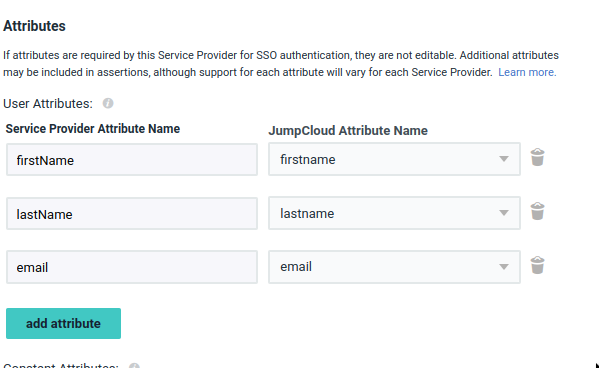 Attributes
If attributes are required by this Service Provider for SSO authentication, they are not editable. Additional attributes
may be included in assertions, although support for each attribute will vary for each Service Provider. Learn more.
User Attributes:
Service Provider Attribute Name JumpCloud Attribute Name
firstName firstname
lastName lastname
email email
add attribute
Constant Attributes: